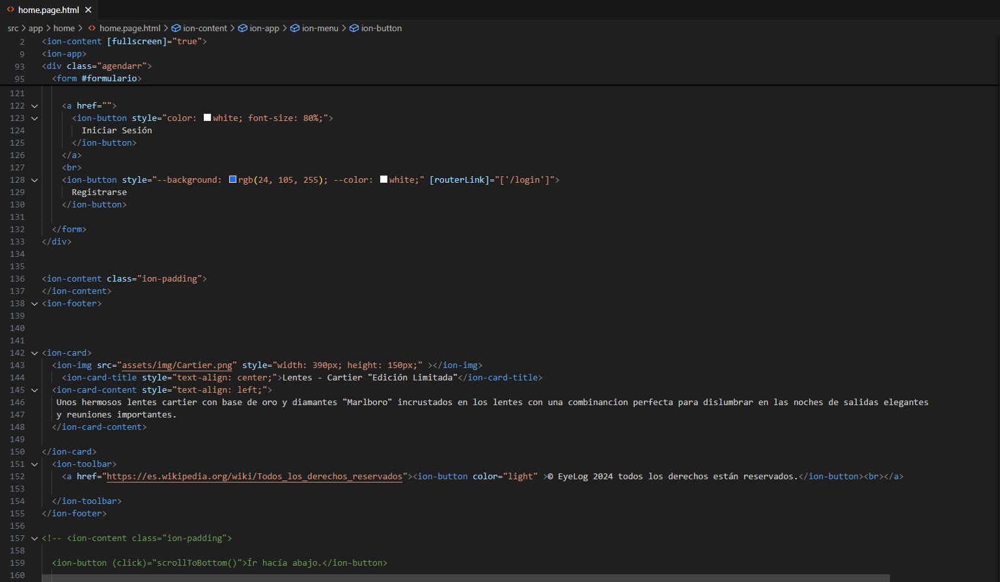 home.page.html
src > app > home > home.page.html > ion-content > ion-app > ion-menu > ion-button
2 <ion-content [fullscreen]="true">
9 <ion-app>
93 <div class="agendarr">
95 <form #formulario>
121
122 <a href="">
123 <ion-button style="color: white; font-size: 80%;">
124 Iniciar Sesión
125 </ion-button>
126 </a>
127 <br>
128 <ion-button style="--background: rgb(24, 105, 255); --color: white;" [routerLink]="['/login']">
129 Registrarse
130 </ion-button>
131
132 </form>
133 </div>
134
135
136 <ion-content class="ion-padding">
137 </ion-content>
138 <ion-footer>
139
140
141
142 <ion-card>
143 <ion-img src="assets/img/Cartier.png" style="width: 390px; height: 150px;" ></ion-img>
144 <ion-card-title style="text-align: center;">Lentes - Cartier "Edición Limitada"</ion-card-title>
145 <ion-card-content style="text-align: left;">
146 Unos hermosos lentes cartier con base de oro y diamantes "Marlboro" incrustados en los lentes con una combinancion perfecta para dislumbrar en las noches de salidas elegantes
147 y reuniones importantes.
148 </ion-card-content>
149
150 </ion-card>
151 <ion-toolbar>
152 <a href="https://es.wikipedia.org/wiki/Todos_los_derechos_reservados"><ion-button color="light" >© EyeLog 2024 todos los derechos están reservados.</ion-button><br></a>
153
154 </ion-toolbar>
155 </ion-footer>
156
157 <!-- <ion-content class="ion-padding">
158
159 <ion-button (click)="scrollToBottom()">Ír hacía abajo.</ion-button>
160